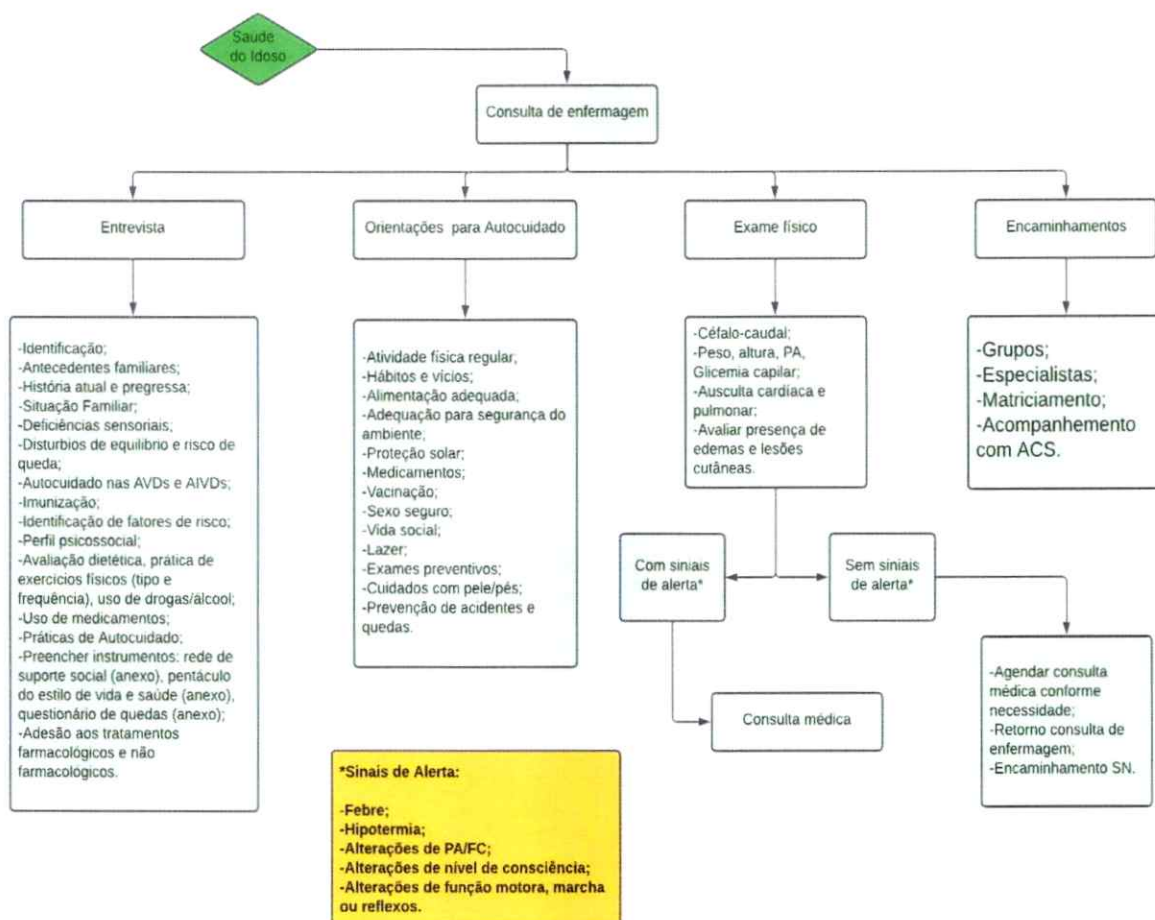 Saúde
do Idoso
Consulta de enfermagem
Entrevista
Orientações para Autocuidado
Exame físico
Encaminhamentos
-Identificação;
-Antecedentes familiares;
-História atual e pregressa;
-Situação Familiar;
-Deficiências sensoriais;
-Disturbios de equilibrio e risco de
queda;
-Autocuidado nas AVDs e AIVDs;
-Imunização;
-Identificação de fatores de risco;
-Perfil psicossocial;
-Avaliação dietética, prática de
exercícios físicos (tipo e
frequência), uso de drogas/álcool;
-Uso de medicamentos;
-Práticas de Autocuidado;
-Preencher instrumentos: rede de
suporte social (anexo), pentáculo
do estilo de vida e saúde (anexo),
questionário de quedas (anexo);
-Adesão aos tratamentos
farmacológicos e não
farmacológicos.
-Atividade física regular;
-Hábitos e vícios;
-Alimentação adequada;
-Adequação para segurança do
ambiente;
-Proteção solar;
-Medicamentos;
-Vacinação;
-Sexo seguro;
-Vida social;
-Lazer;
-Exames preventivos;
-Cuidados com pele/pés;
-Prevenção de acidentes e
quedas.
-Céfalo-caudal;
-Peso, altura, PA,
Glicemia capilar;
-Ausculta cardíaca e
pulmonar;
-Avaliar presença de
edemas e lesões
cutâneas.
-Grupos;
-Especialistas;
-Matriciamento;
-Acompanhemento
com ACS.
Com siniais
de alerta*
Sem siniais
de alerta*
Consulta médica
-Agendar consulta
médica conforme
necessidade;
-Retorno consulta de
enfermagem;
-Encaminhamento SN.
*Sinais de Alerta:
-Febre;
-Hipotermia;
-Alterações de PA/FC;
-Alterações de nível de consciência;
-Alterações de função motora, marcha
ou reflexos.